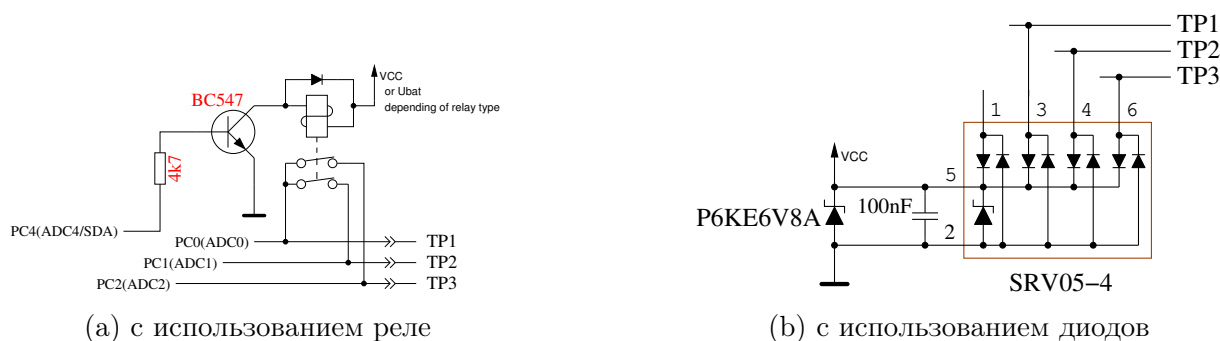 BC547
VCC
or Ubat
depending of relay type
4k7
PC4(ADC4/SDA)
PC0(ADC0)
TP1
PC1(ADC1)
TP2
PC2(ADC2)
TP3
(a) с использованием реле
TP1
TP2
TP3
1
3
4
6
VCC
5
P6KE6V8A
100nF
2
SRV05−4
(b) с использованием диодов